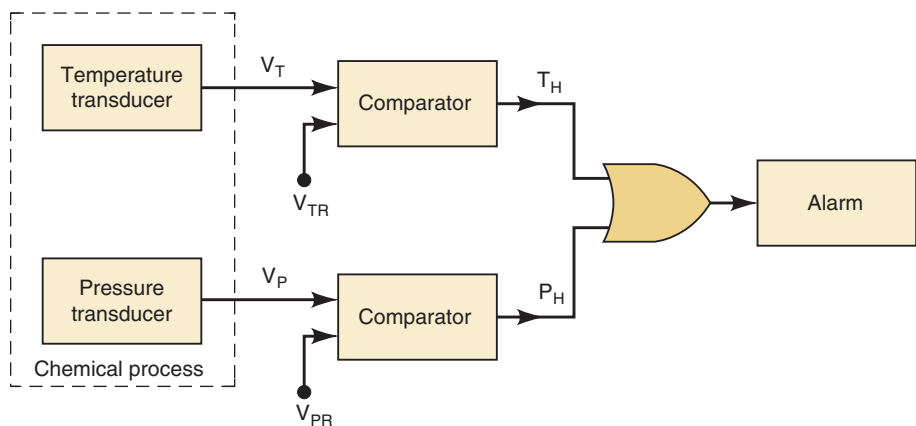 Temperature
transducer
V_T
Comparator
T_H
V_TR
Alarm
Pressure
transducer
V_P
Comparator
P_H
Chemical process
V_PR